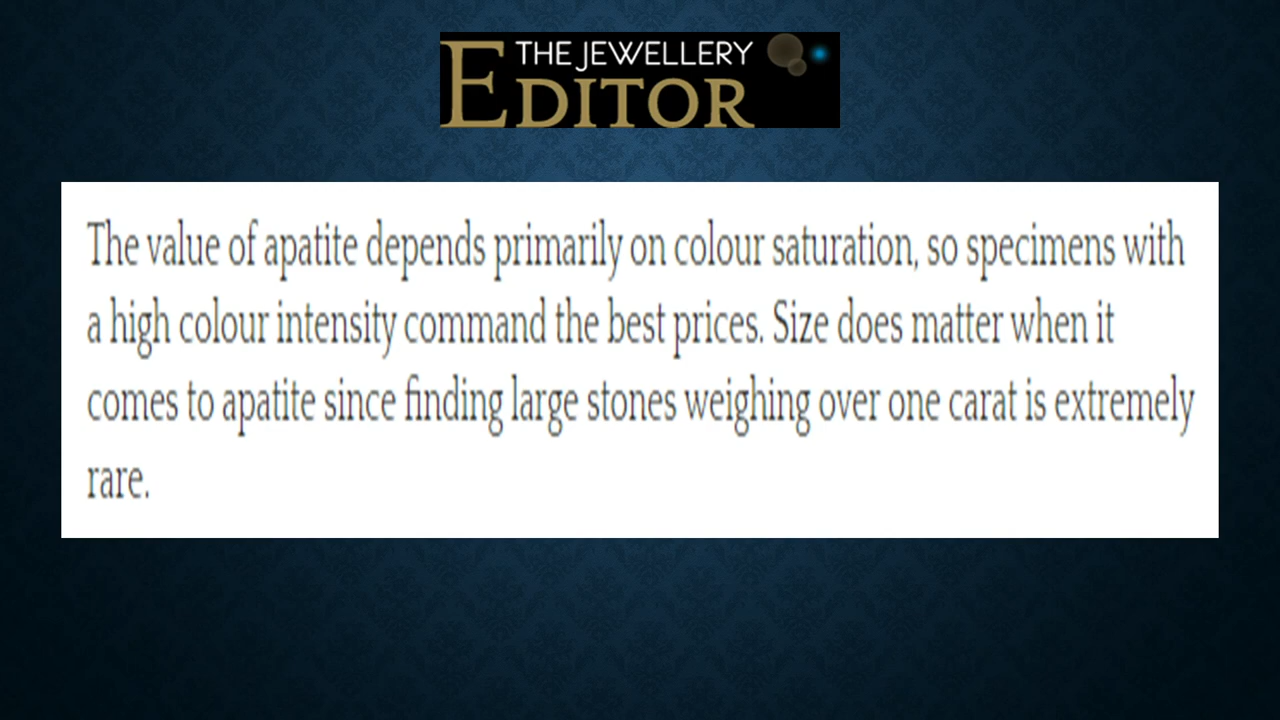 THE JEWELLERY
EDITOR
The value of apatite depends primarily on colour saturation, so specimens with
a high colour intensity command the best prices. Size does matter when it
comes to apatite since finding large stones weighing over one carat is extremely
rare.